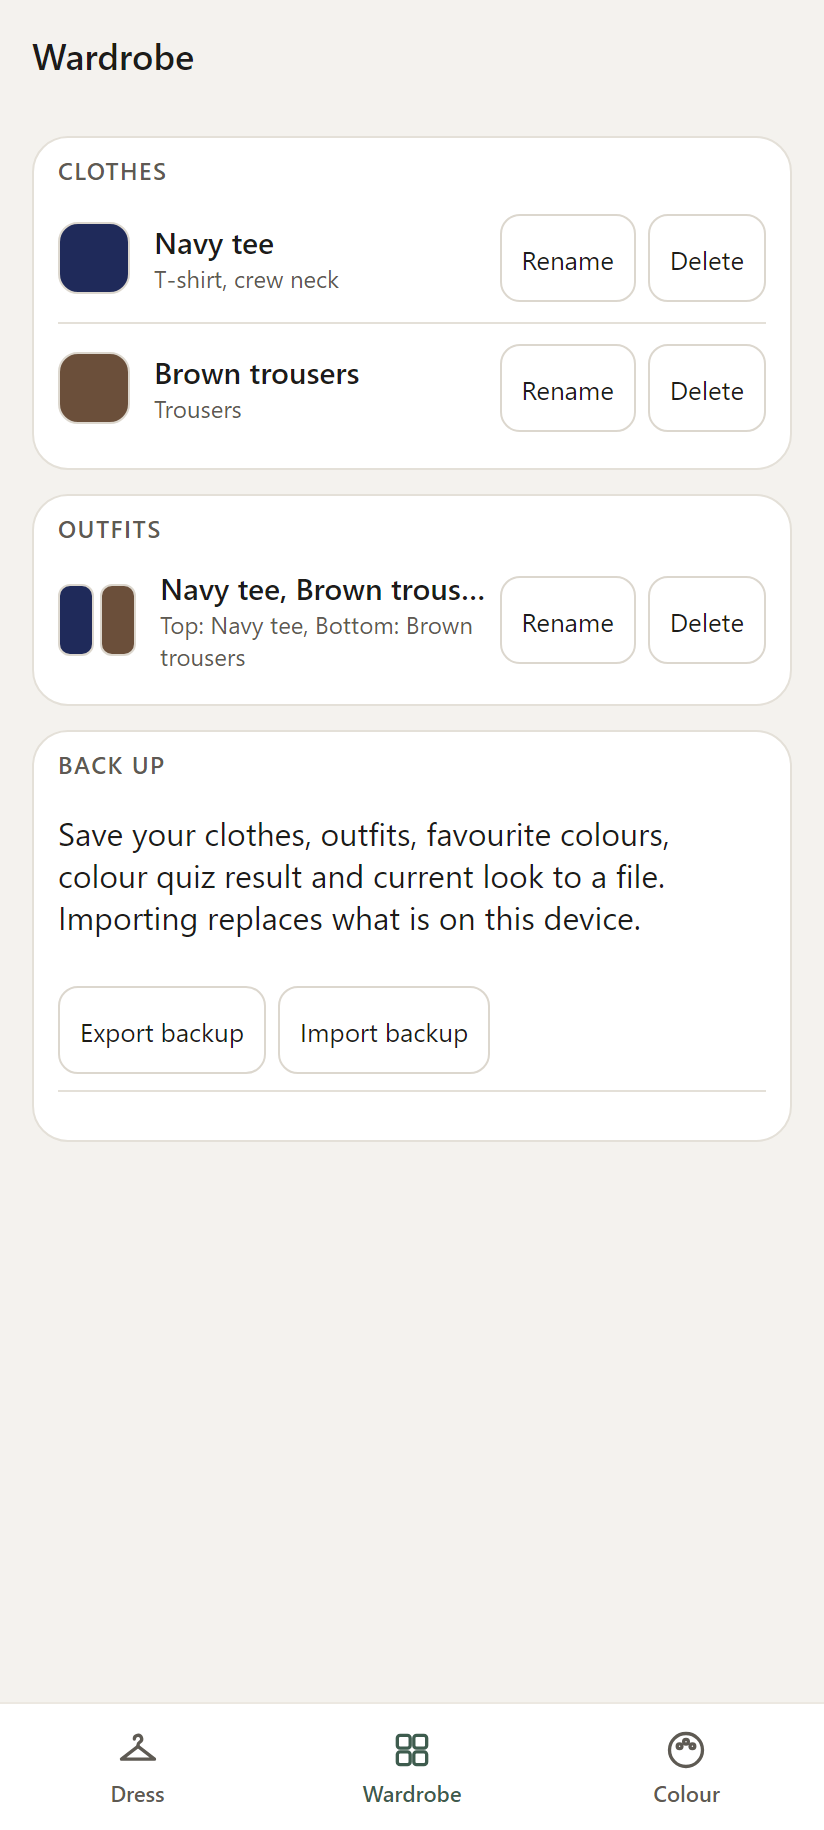 Wardrobe
CLOTHES
Navy tee
T-shirt, crew neck
Rename
Delete
Brown trousers
Trousers
Rename
Delete
OUTFITS
Navy tee, Brown trous...
Top: Navy tee, Bottom: Brown
trousers
Rename
Delete
BACK UP
Save your clothes, outfits, favourite colours,
colour quiz result and current look to a file.
Importing replaces what is on this device.
Export backup
Import backup
Dress
Wardrobe
Colour